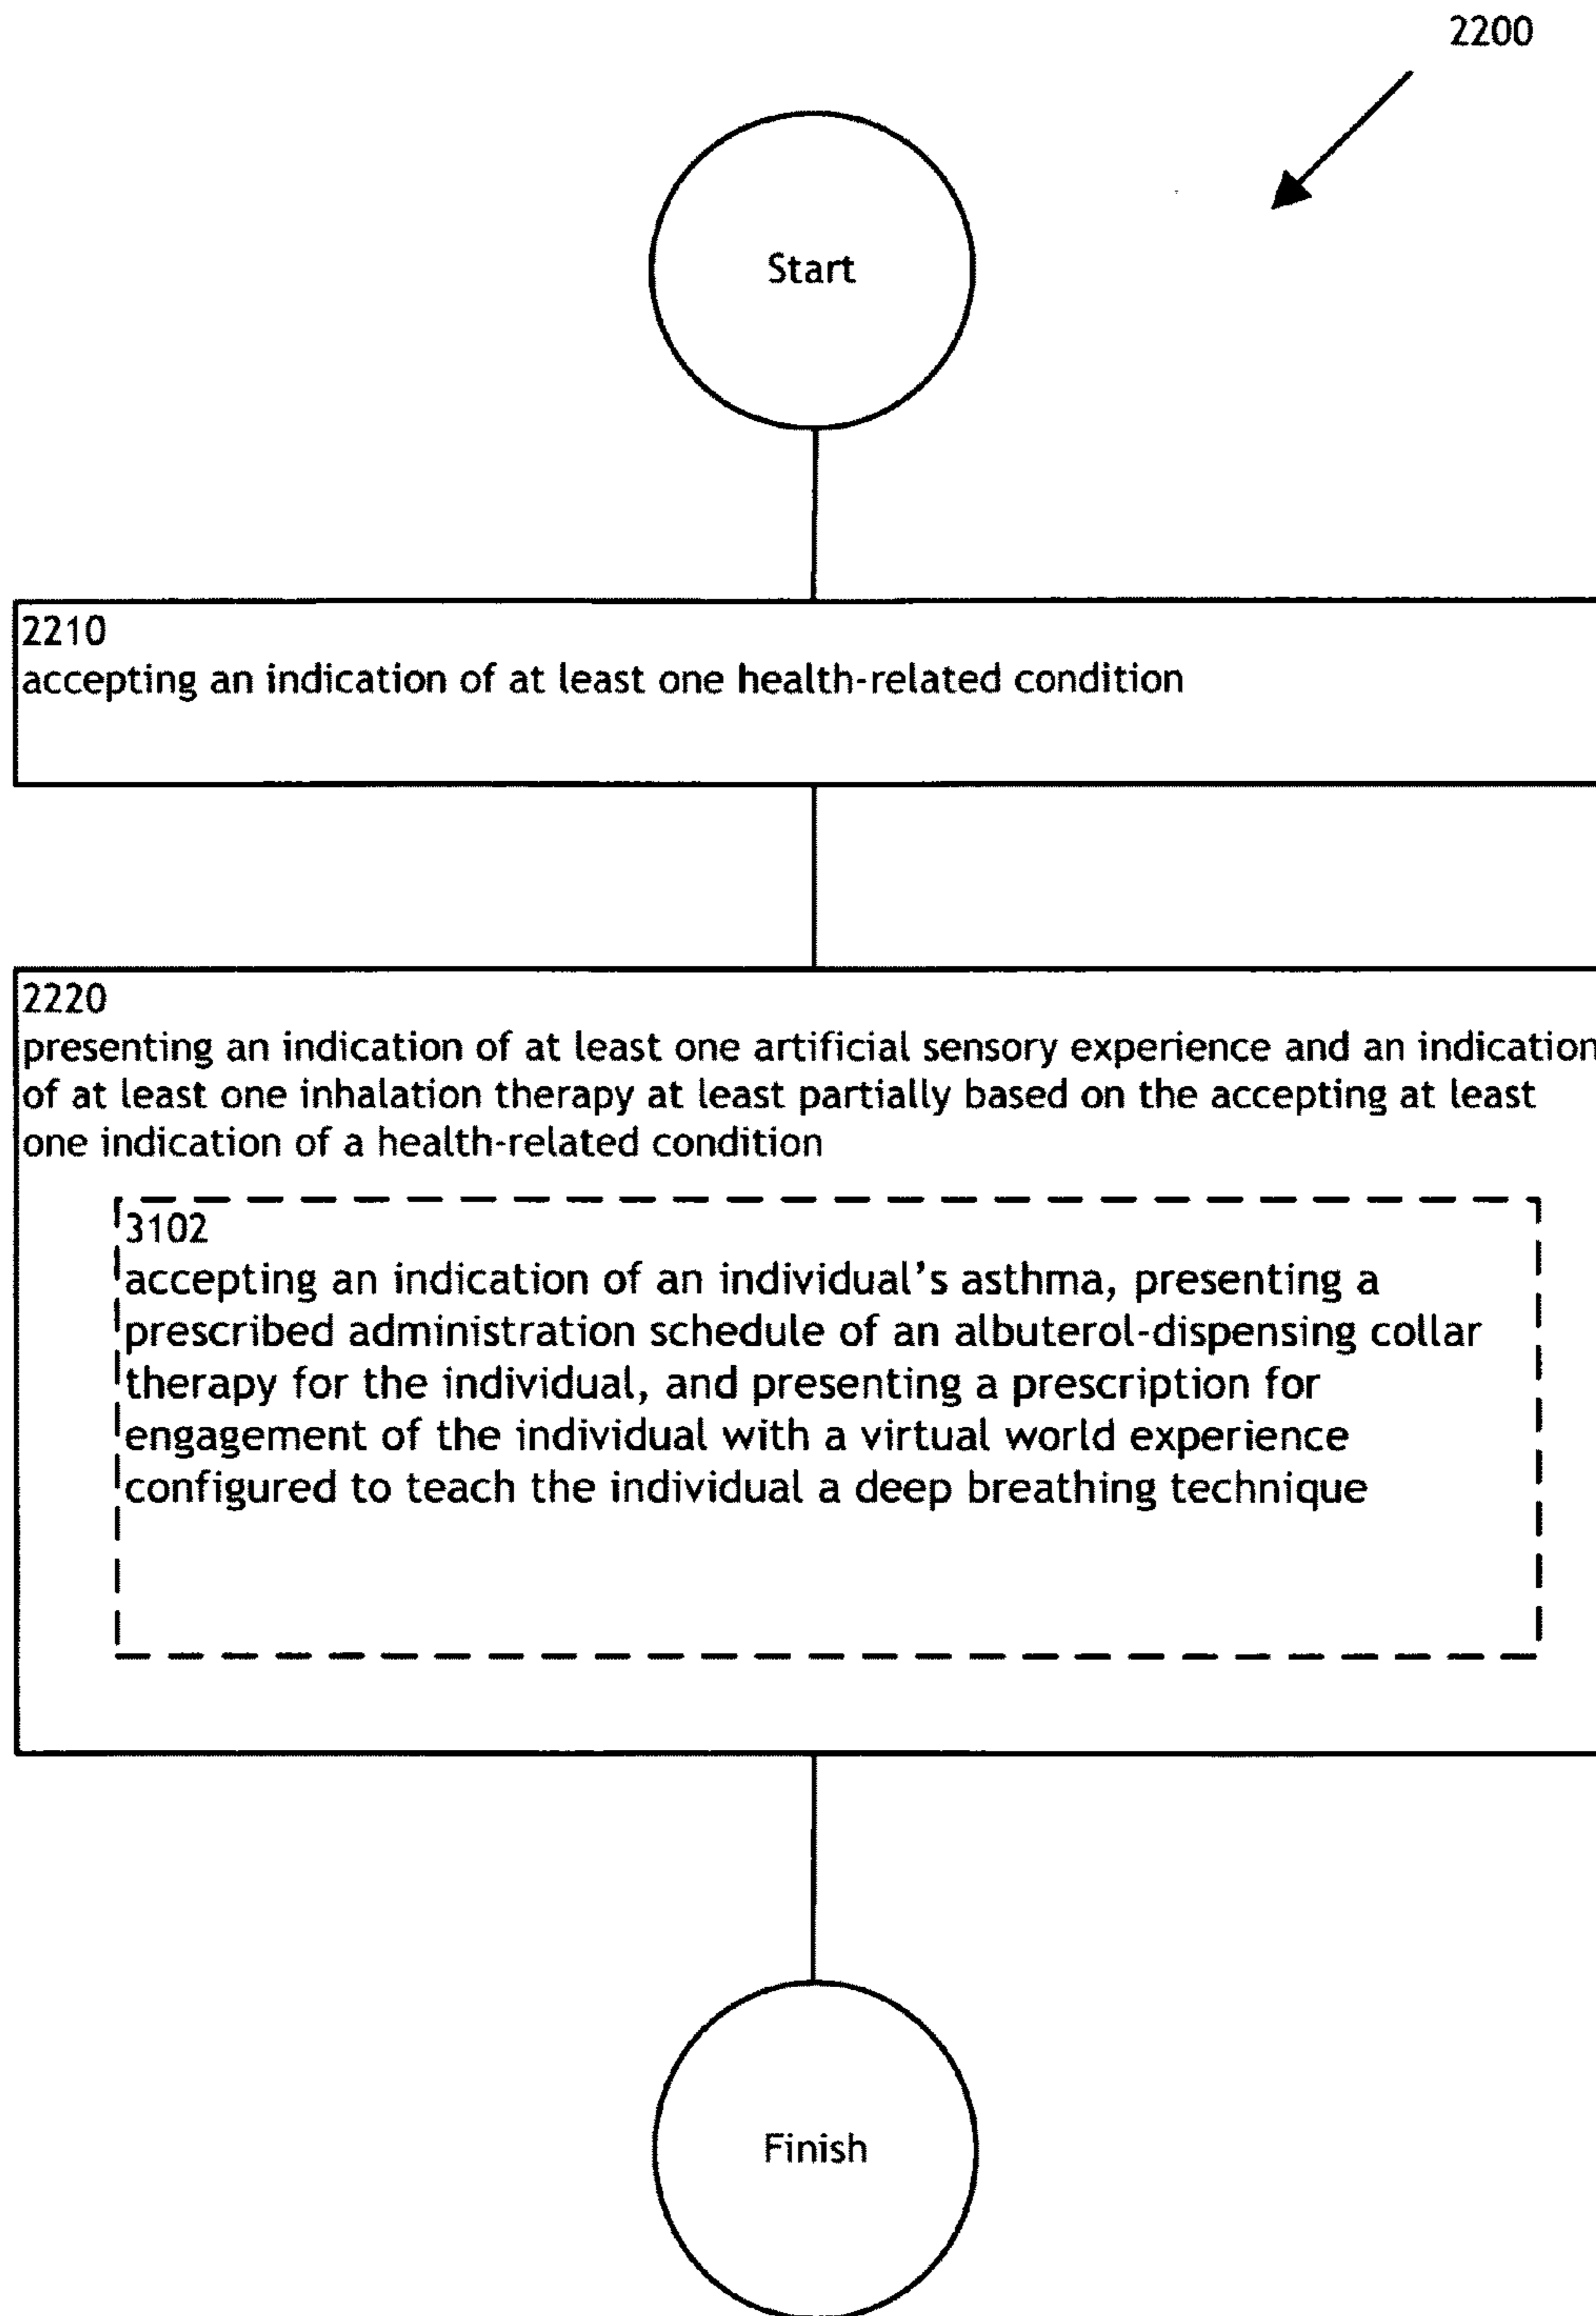 2200
Start
2210
accepting an indication of at least one health-related condition
2220
presenting an indication of at least one artificial sensory experience and an indication
of at least one inhalation therapy at least partially based on the accepting at least
one indication of a health-related condition
3102
accepting an indication of an individual's asthma, presenting a
prescribed administration schedule of an albuterol-dispensing collar
therapy for the individual, and presenting a prescription for
engagement of the individual with a virtual world experience
configured to teach the individual a deep breathing technique
Finish